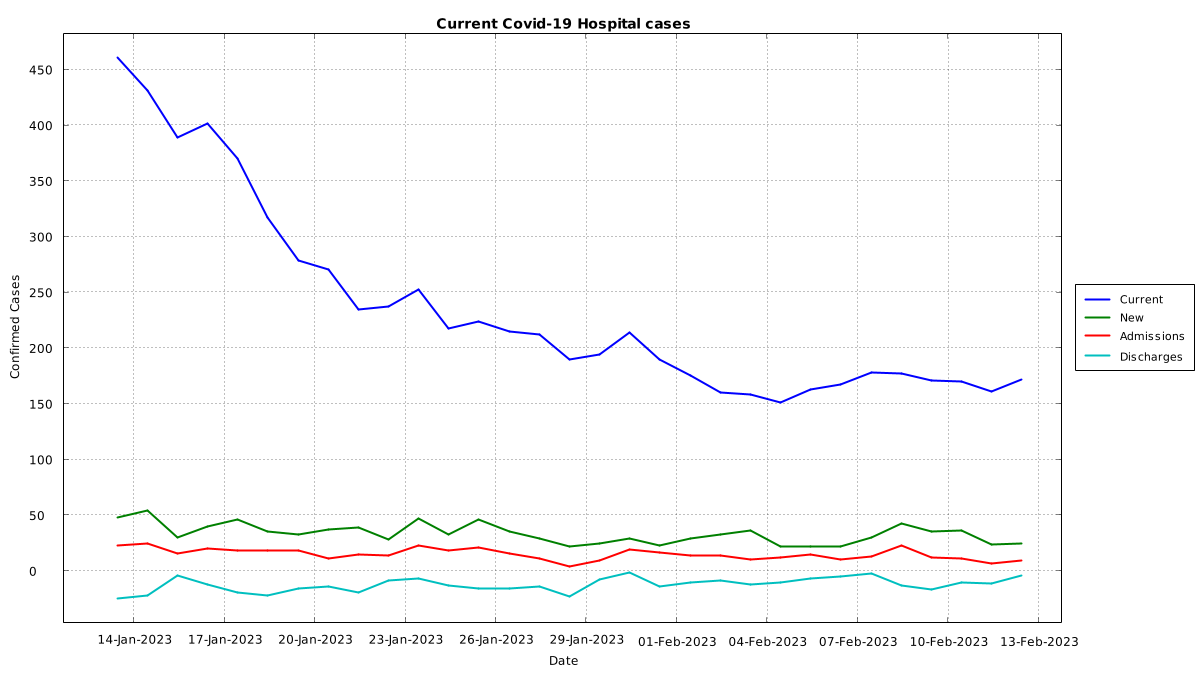 Current Covid-19 Hospital cases
450
400
350
300
250
200
150
100
50
0
Confirmed Cases
14-Jan-2023 17-Jan-2023 20-Jan-2023 23-Jan-2023 26-Jan-2023 29-Jan-2023 01-Feb-2023 04-Feb-2023 07-Feb-2023 10-Feb-2023 13-Feb-2023
Date
Current
New
Admissions
Discharges